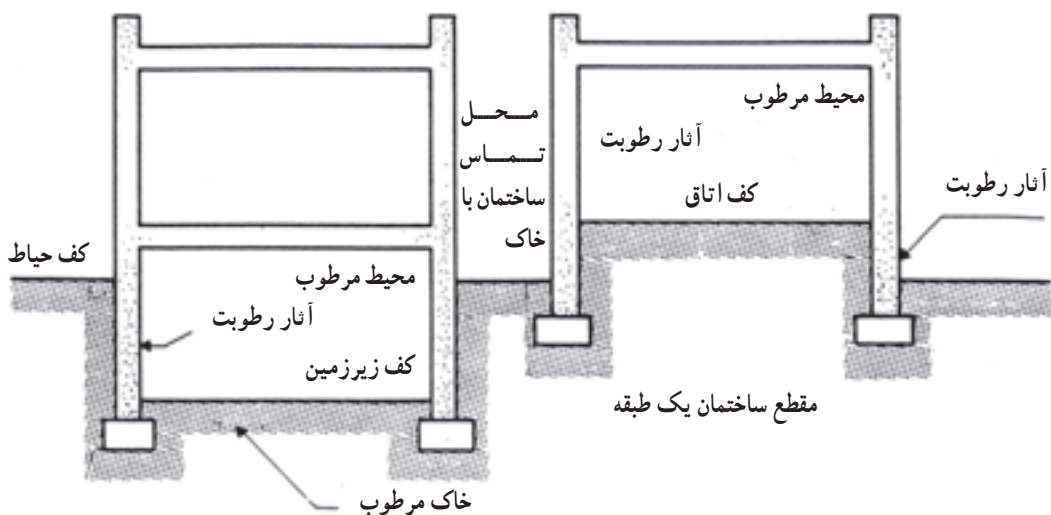 محیط مرطوب
آثار رطوبت
کف اتاق
آثار رطوبت
مقطع ساختمان یک طبقه
محل
تماس
ساختمان با
خاک
کف حیاط
محیط مرطوب
آثار رطوبت
کف زیرزمین
خاک مرطوب